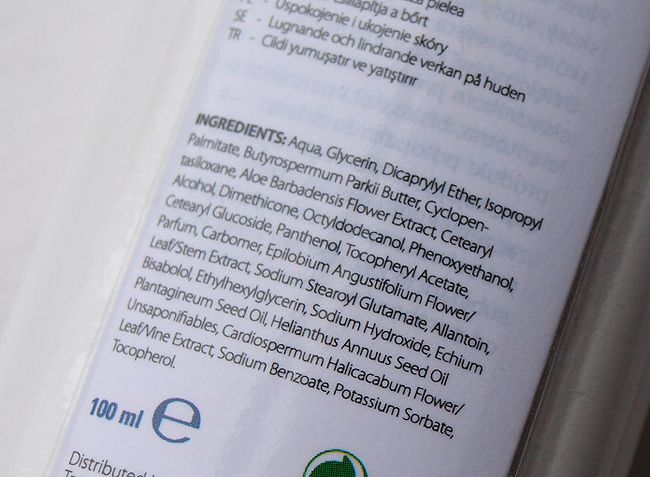 pielea
Csillapítja a bőrt
- Uspokojenie i ukojenie skóry
SE - Lugnande och lindrande verkan på huden
TR - Cildi yumuşatır ve yatıştırır
INGREDIENTS: Aqua, Glycerin, Dicaprylyl Ether, Isopropyl
Palmitate, Butyrospermum Parkii Butter, Cyclopen-
tasiloxane, Aloe Barbadensis Flower Extract, Cetearyl
Alcohol, Dimethicone, Octyldodecanol, Phenoxyethanol,
Cetearyl Glucoside, Panthenol, Tocopheryl Acetate,
Parfum, Carbomer, Epilobium Angustifolium Flower/
Leaf/Stem Extract, Sodium Stearoyl Glutamate, Allantoin,
Bisabolol, Ethylhexylglycerin, Sodium Hydroxide, Echium
Plantagineum Seed Oil, Helianthus Annuus Seed Oil
Unsaponifiables, Cardiospermum Halicacabum Flower/
Leaf/Vine Extract, Sodium Benzoate, Potassium Sorbate,
Tocopherol.
100 ml ℮
Distributed